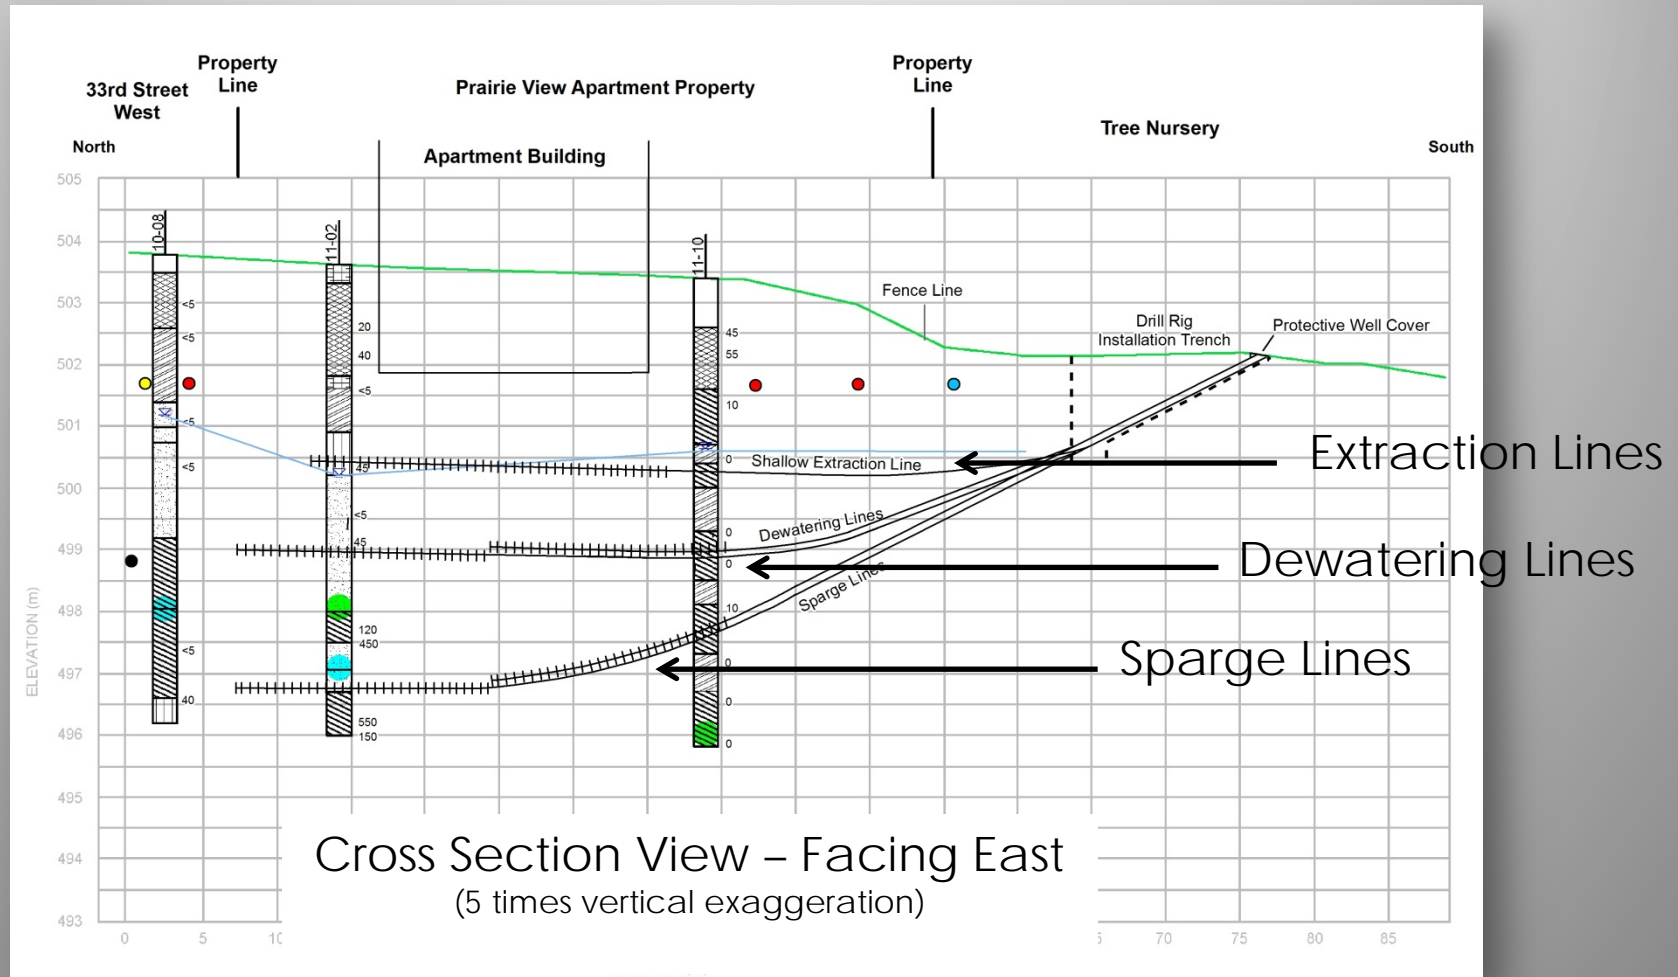 Property
Line
33rd Street
West
Prairie View Apartment Property
Property
Line
Tree Nursery
North
South
Apartment Building
505
504
503
502
501
500
499
498
497
496
495
494
493
ELEVATION (m)
10-08
<5
<5
<5
<5
<5
40
11-02
20
40
<5
45
<5
45
120
450
550
150
11-10
45
55
10
0
0
0
10
0
0
0
Fence Line
Drill Rig
Installation Trench
Protective Well Cover
Shallow Extraction Line
Dewatering Lines
Sparge Lines
Extraction Lines
Dewatering Lines
Sparge Lines
Cross Section View – Facing East
(5 times vertical exaggeration)
0 5 10 70 75 80 85